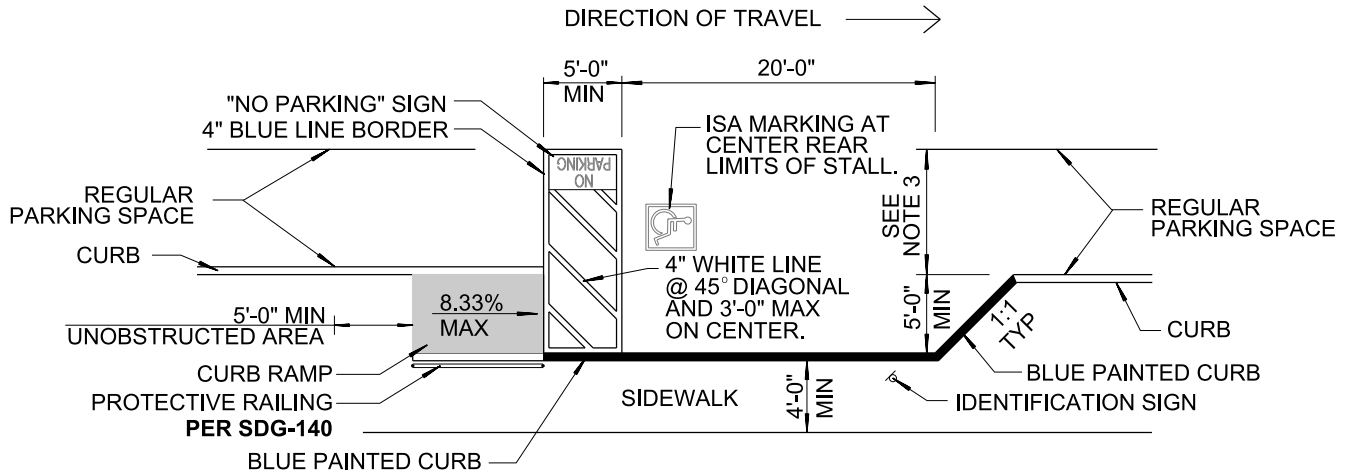 DIRECTION OF TRAVEL
5'-0"
MIN
20'-0"
"NO PARKING" SIGN
4" BLUE LINE BORDER
ISA MARKING AT
CENTER REAR
LIMITS OF STALL.
NO
PARKING
REGULAR
PARKING SPACE
SEE
NOTE 3
REGULAR
PARKING SPACE
CURB
4" WHITE LINE
@ 45° DIAGONAL
AND 3'-0" MAX
ON CENTER.
8.33%
MAX
5'-0" MIN
UNOBSTRUCTED AREA
5'-0"
MIN
1:1
TYP
CURB
CURB RAMP
PROTECTIVE RAILING
PER SDG-140
SIDEWALK
4'-0"
MIN
BLUE PAINTED CURB
IDENTIFICATION SIGN
BLUE PAINTED CURB